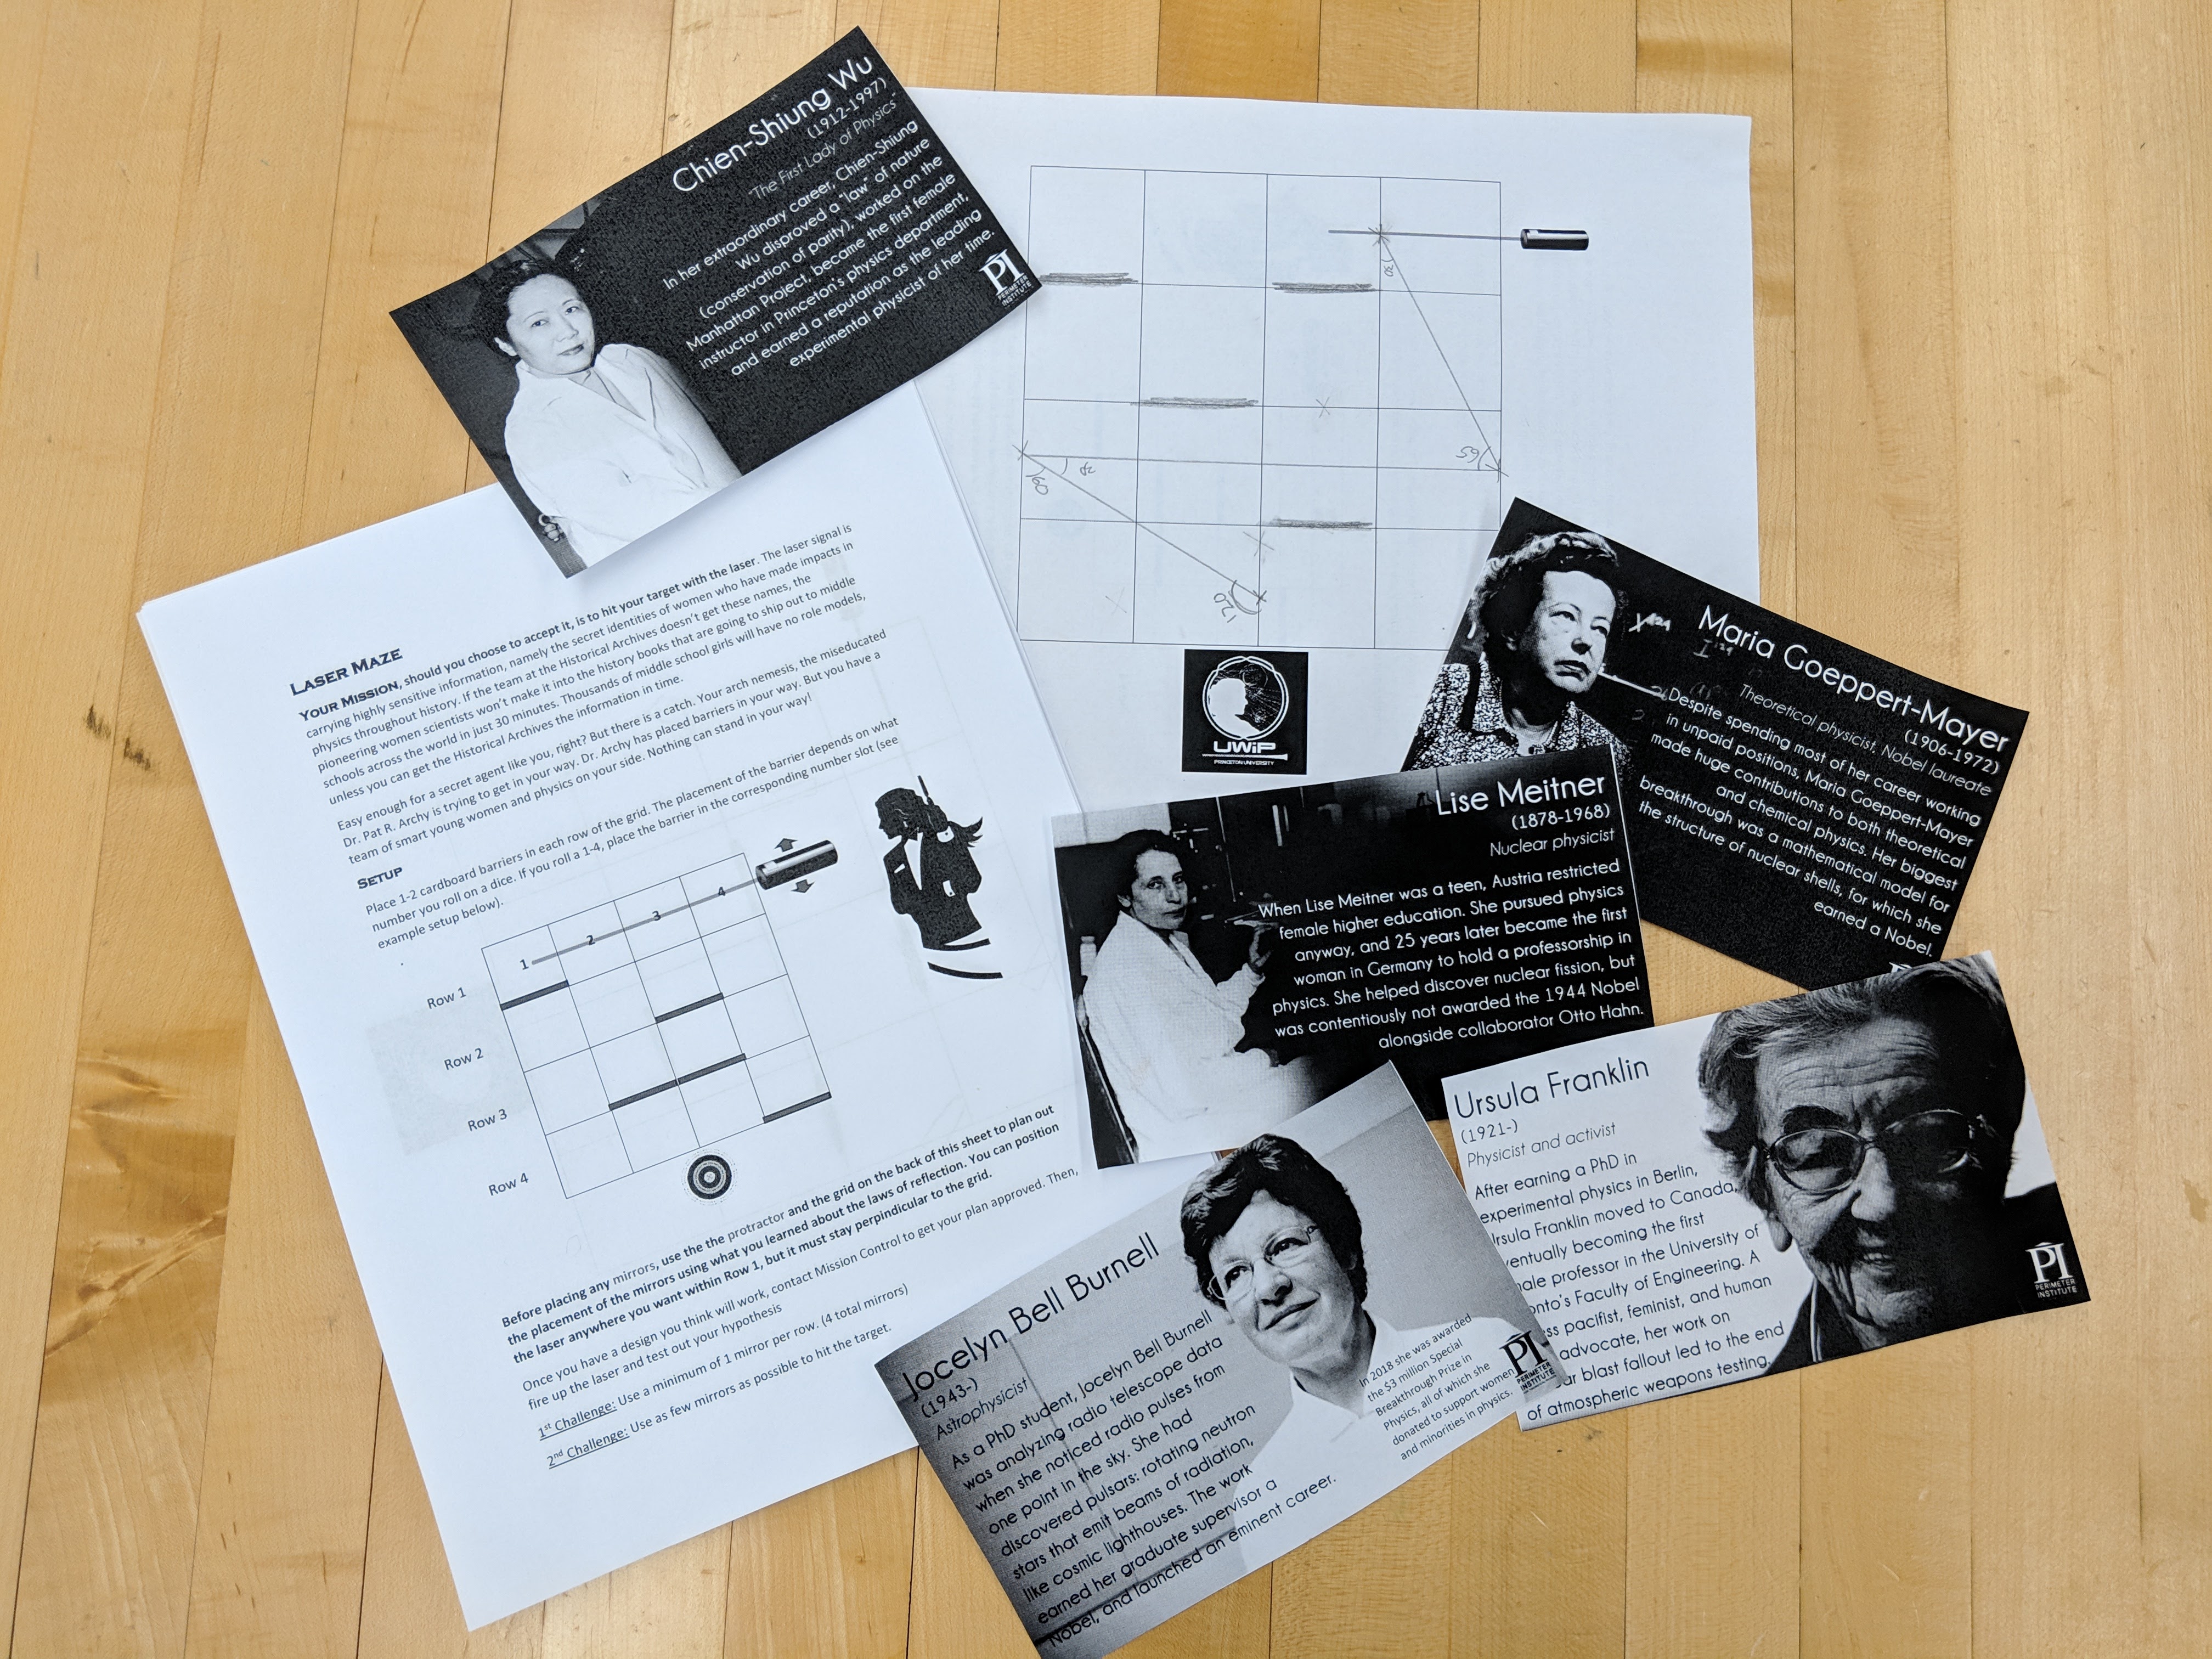 Chien-Shiung Wu
(1912-1997)
"The First Lady of Physics"
In her extraordinary career, Chien-Shiung
Wu disproved a "law" of nature
(conservation of parity), worked on the
Manhattan Project, became the first female
instructor in Princeton's physics department,
and earned a reputation as the leading
experimental physicist of her time.
PI
PERIMETER
INSTITUTE
30
65
30
60
120
UWiP
PRINCETON UNIVERSITY
LASER MAZE
YOUR MISSION, should you choose to accept it, is to hit your target with the laser. The laser signal is
carrying highly sensitive information, namely the secret identities of women who have made impacts in
physics throughout history. If the team at the Historical Archives doesn't get these names, the
pioneering women scientists won't make it into the history books that are going to ship out to middle
schools across the world in just 30 minutes. Thousands of middle school girls will have no role models,
unless you can get the Historical Archives the information in time.
Easy enough for a secret agent like you, right? But there is a catch. Your arch nemesis, the miseducated
Dr. Pat R. Archy is trying to get in your way. Dr. Archy has placed barriers in your way. But you have a
team of smart young women and physics on your side. Nothing can stand in your way!
SETUP
Place 1-2 cardboard barriers in each row of the grid. The placement of the barrier depends on what
number you roll on a dice. If you roll a 1-4, place the barrier in the corresponding number slot (see
example setup below).
1 2 3 4
Row 1
Row 2
Row 3
Row 4
Before placing any mirrors, use the the protractor and the grid on the back of this sheet to plan out
the placement of the mirrors using what you learned about the laws of reflection. You can position
the laser anywhere you want within Row 1, but it must stay perpindicular to the grid.
Once you have a design you think will work, contact Mission Control to get your plan approved. Then,
fire up the laser and test out your hypothesis
1st Challenge: Use a minimum of 1 mirror per row. (4 total mirrors)
2nd Challenge: Use as few mirrors as possible to hit the target.
Maria Goeppert-Mayer
(1906-1972)
Theoretical physicist, Nobel laureate
Despite spending most of her career working
in unpaid positions, Maria Goeppert-Mayer
made huge contributions to both theoretical
and chemical physics. Her biggest
breakthrough was a mathematical model for
the structure of nuclear shells, for which she
earned a Nobel.
Lise Meitner
(1878-1968)
Nuclear physicist
When Lise Meitner was a teen, Austria restricted
female higher education. She pursued physics
anyway, and 25 years later became the first
woman in Germany to hold a professorship in
physics. She helped discover nuclear fission, but
was contentiously not awarded the 1944 Nobel
alongside collaborator Otto Hahn.
Ursula Franklin
(1921-)
Physicist and activist
After earning a PhD in
experimental physics in Berlin,
Ursula Franklin moved to Canada,
eventually becoming the first
male professor in the University of
onto's Faculty of Engineering. A
ss pacifist, feminist, and human
advocate, her work on
ar blast fallout led to the end
of atmospheric weapons testing.
PI
PERIMETER
INSTITUTE
Jocelyn Bell Burnell
(1943-)
Astrophysicist
As a PhD student, Jocelyn Bell Burnell
was analyzing radio telescope data
when she noticed radio pulses from
one point in the sky. She had
discovered pulsars: rotating neutron
stars that emit beams of radiation,
like cosmic lighthouses. The work
earned her graduate supervisor a
Nobel, and launched an eminent career.
In 2018 she was awarded
the $3 million Special
Breakthrough Prize in
Physics, all of which she
donated to support women
and minorities in physics.
PI
PERIMETER
INSTITUTE